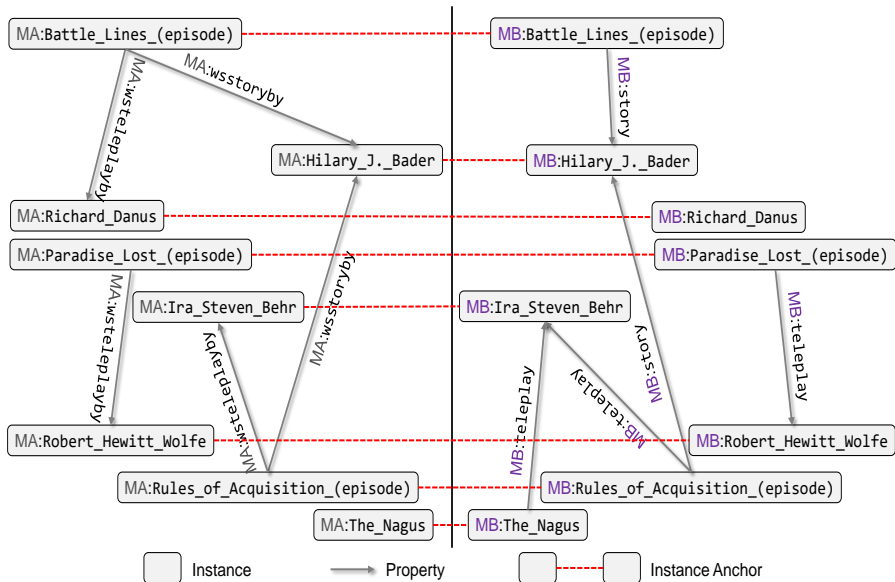 MA:Battle_Lines_(episode)
MB:Battle_Lines_(episode)
MA:wsteleplayby
MA:wsstoryby
MB:story
MA:Hilary_J._Bader
MB:Hilary_J._Bader
MA:Richard_Danus
MB:Richard_Danus
MA:Paradise_Lost_(episode)
MB:Paradise_Lost_(episode)
MA:wsteleplayby
MA:Ira_Steven_Behr
MA:wsstoryby
MB:Ira_Steven_Behr
MB:teleplay
MA:wsteleplayby
MB:teleplay
MB:teleplay
MB:story
MA:Robert_Hewitt_Wolfe
MB:Robert_Hewitt_Wolfe
MA:Rules_of_Acquisition_(episode)
MB:Rules_of_Acquisition_(episode)
MA:The_Nagus
MB:The_Nagus
Instance
Property
Instance Anchor